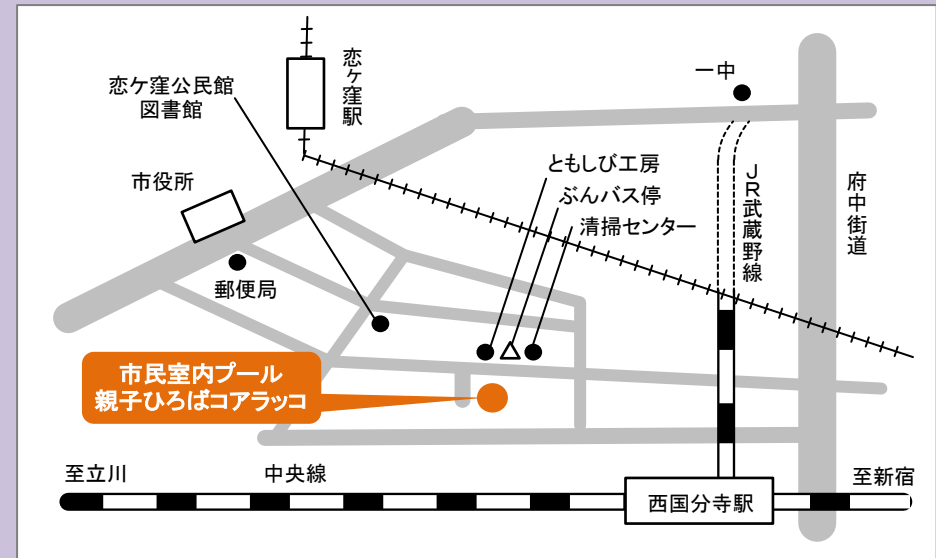 恋ケ窪公民館
図書館
恋ケ窪駅
一中
市役所
ともしび工房
ぶんバス停
清掃センター
JR武蔵野線
府中街道
郵便局
市民室内プール
親子ひろばコアラッコ
至立川
中央線
西国分寺駅
至新宿